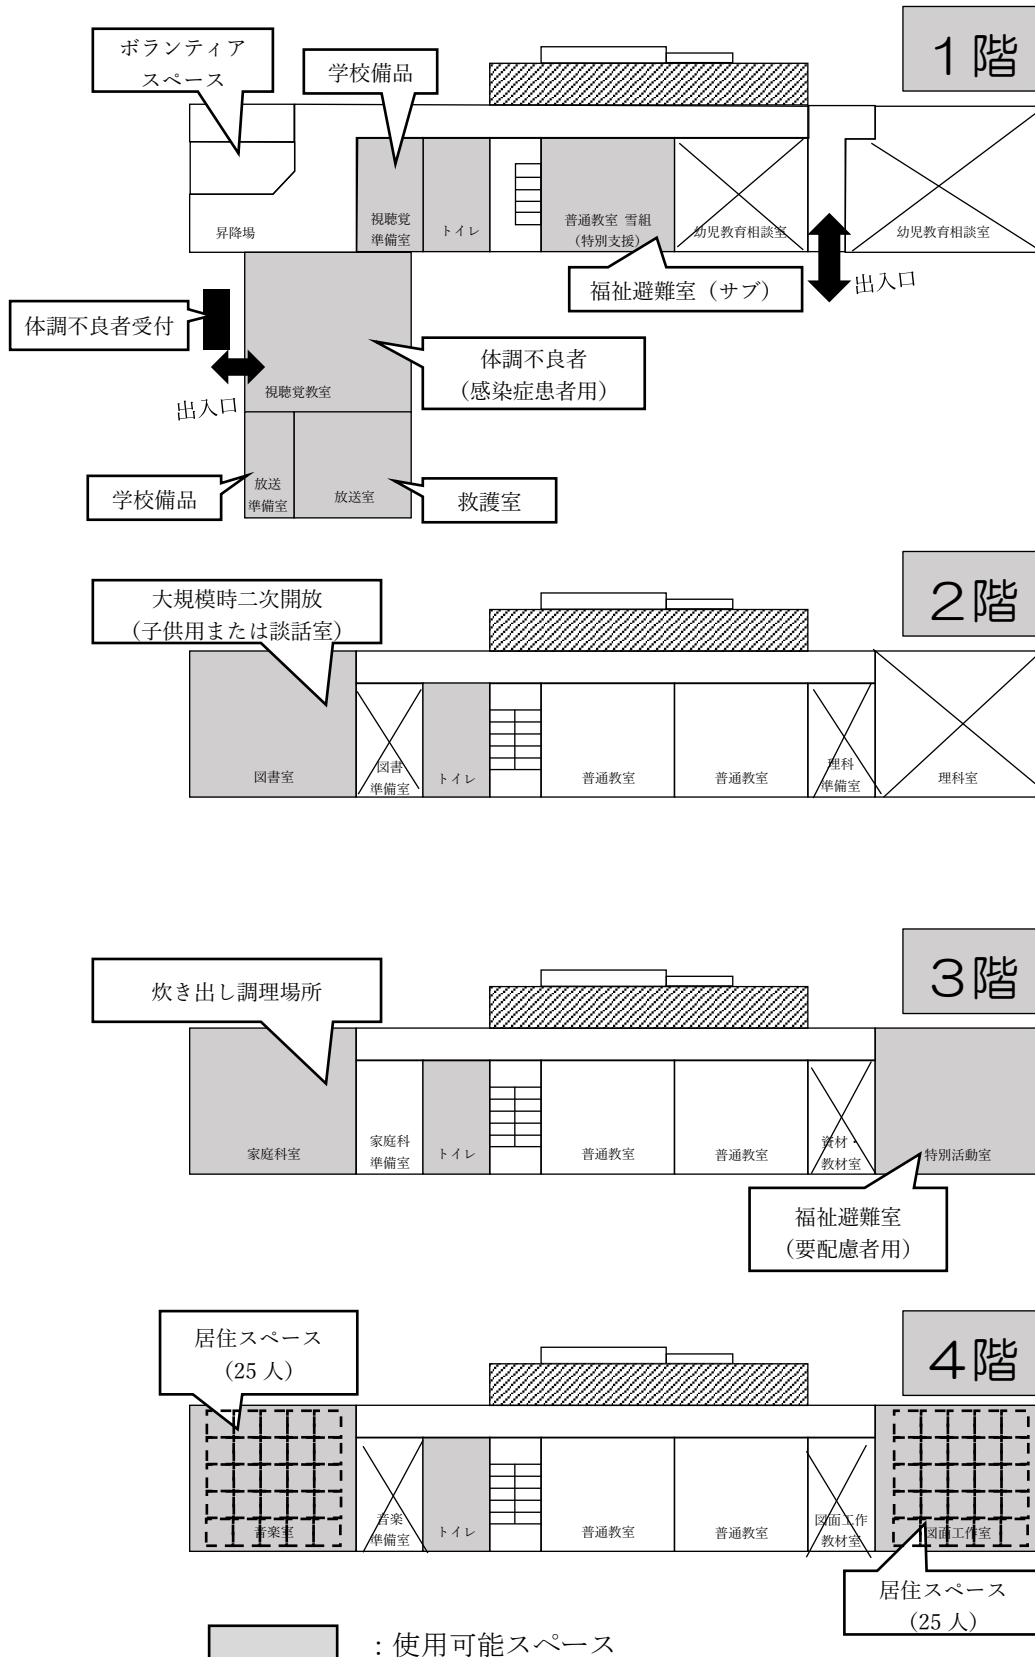 1階
ボランティア
スペース
学校備品
昇降場
視聴覚
準備室
トイレ
普通教室 雪組
（特別支援）
幼児教育相談室
幼児教育相談室
福祉避難室（サブ）
出入口
体調不良者受付
出入口
視聴覚教室
体調不良者
（感染症患者用）
学校備品
放送
準備室
放送室
救護室
2階
大規模時二次開放
（子供用または談話室）
図書室
図書
準備室
トイレ
普通教室
普通教室
理科
準備室
理科室
3階
炊き出し調理場所
家庭科室
家庭科
準備室
トイレ
普通教室
普通教室
資材・
教材室
特別活動室
福祉避難室
（要配慮者用）
4階
居住スペース
（25 人）
音楽室
音楽
準備室
トイレ
普通教室
普通教室
図面工作
教材室
図面工作室
居住スペース
（25 人）
：使用可能スペース